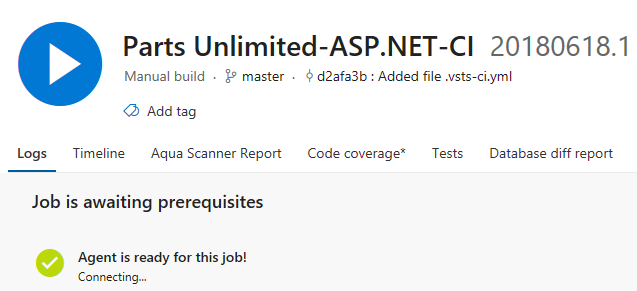 Parts Unlimited-ASP.NET-CI 20180618.1
Manual build · master · d2afa3b : Added file .vsts-ci.yml
Add tag
Logs Timeline Aqua Scanner Report Code coverage* Tests Database diff report
Job is awaiting prerequisites
Agent is ready for this job!
Connecting...